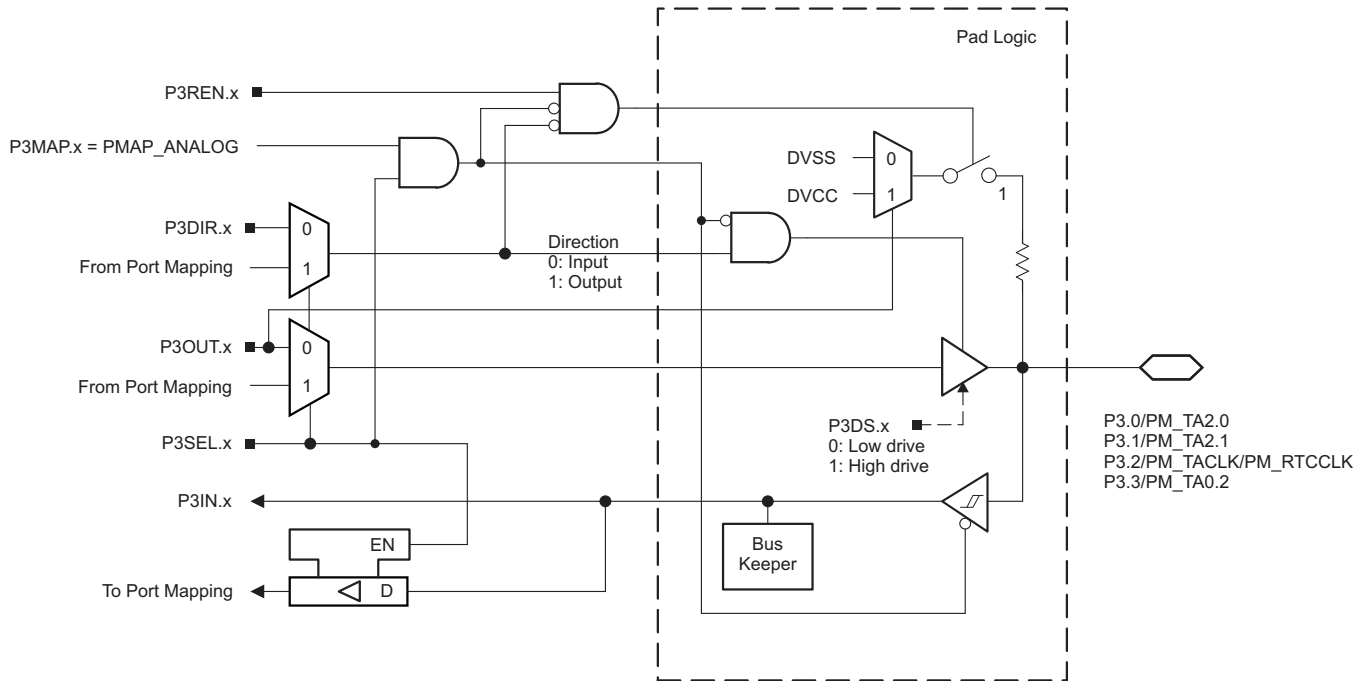 Pad Logic
P3REN.x
P3MAP.x = PMAP_ANALOG
DVSS
0
DVCC
1
1
P3DIR.x
0
Direction
0: Input
1: Output
From Port Mapping
1
P3OUT.x
0
From Port Mapping
1
P3SEL.x
P3DS.x
0: Low drive
1: High drive
P3.0/PM_TA2.0
P3.1/PM_TA2.1
P3.2/PM_TACLK/PM_RTCCLK
P3.3/PM_TA0.2
P3IN.x
EN
Bus
Keeper
To Port Mapping
D